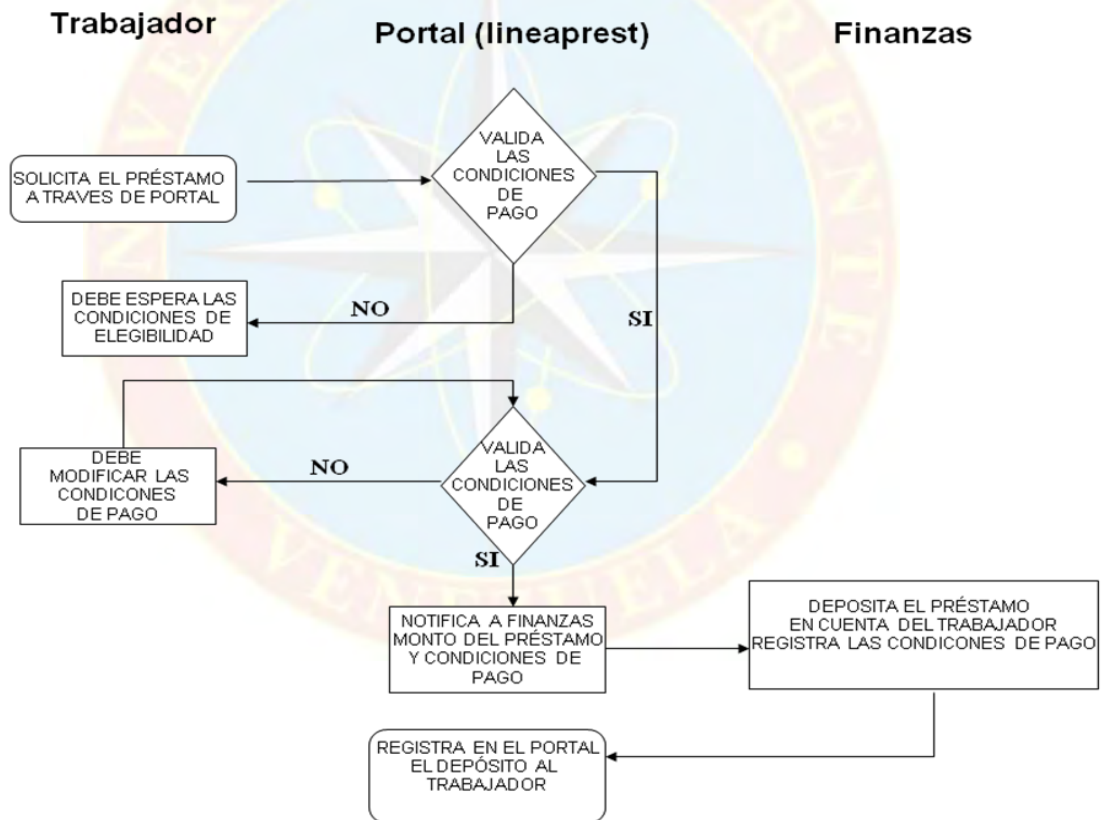 Trabajador
Portal (lineaprest)
Finanzas
VALIDA
LAS
CONDICIONES
DE
PAGO
SOLICITA EL PRÉSTAMO
A TRAVES DE PORTAL
DEBE ESPERA LAS
CONDICIONES DE
ELEGIBILIDAD
NO
SI
DEBE
MODIFICAR LAS
CONDICONES
DE PAGO
NO
VALIDA
LAS
CONDICIONES
DE
PAGO
SI
NOTIFICA A FINANZAS
MONTO DEL PRÉSTAMO
Y CONDICIONES DE
PAGO
DEPOSITA EL PRÉSTAMO
EN CUENTA DEL TRABAJADOR
REGISTRA LAS CONDICONES DE PAGO
REGISTRA EN EL PORTAL
EL DEPÓSITO AL
TRABAJADOR
VENEZUELA